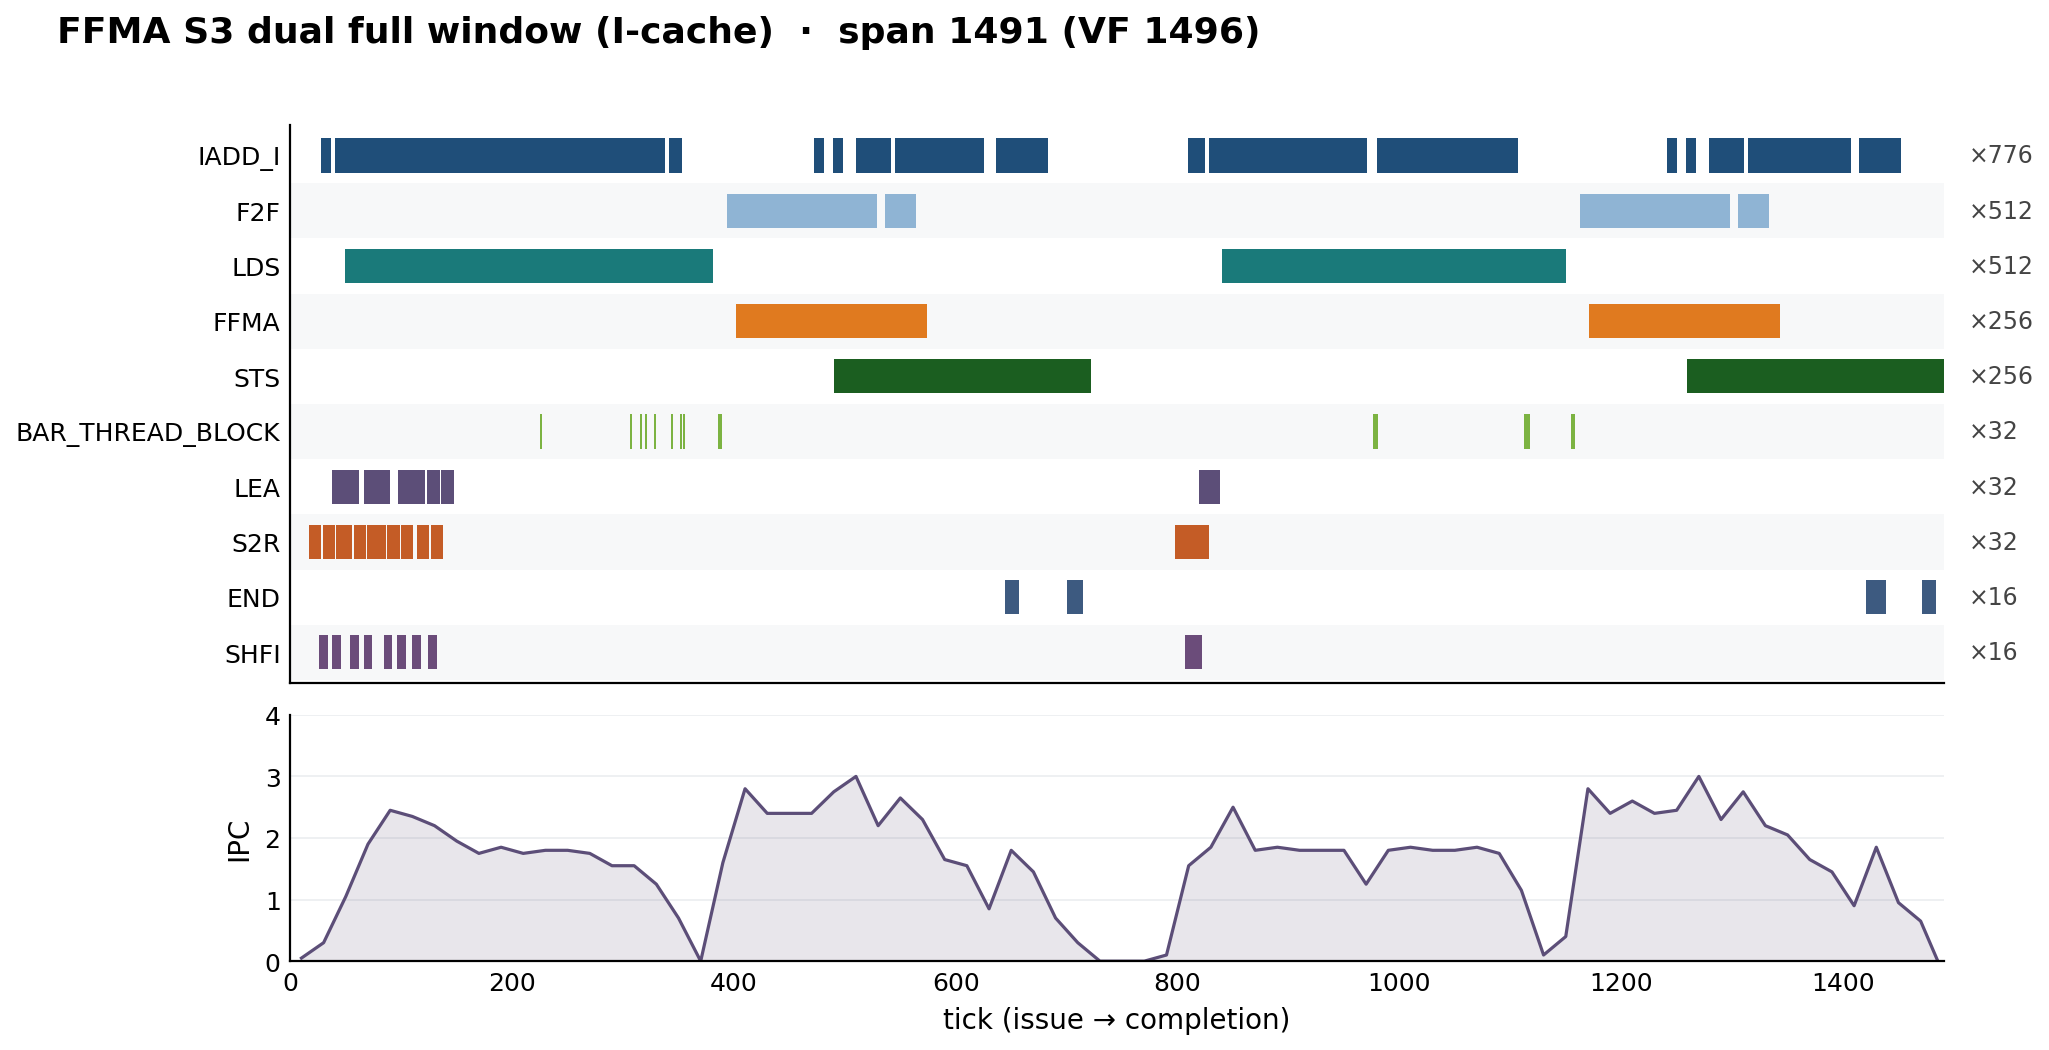 FFMA S3 dual full window (I-cache) · span 1491 (VF 1496)
IADD_I ×776
F2F ×512
LDS ×512
FFMA ×256
STS ×256
BAR_THREAD_BLOCK ×32
LEA ×32
S2R ×32
END ×16
SHFI ×16
4
3
2
1
0
IPC
0 200 400 600 800 1000 1200 1400
tick (issue → completion)